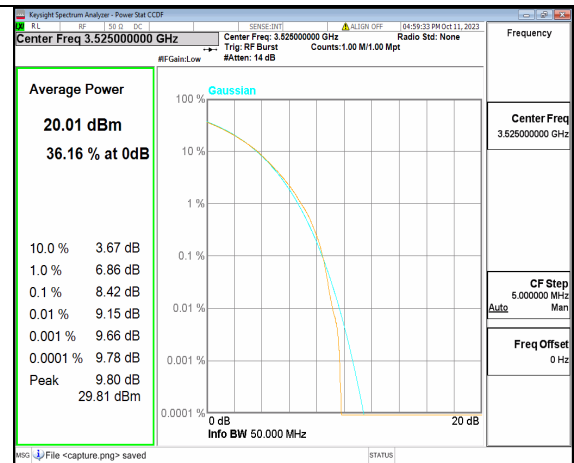 Keysight Spectrum Analyzer - Power Stat CCDF
RL RF 50 Ω DC SENSE:INT ALIGN OFF 04:59:33 PM Oct 11, 2023
Center Freq 3.525000000 GHz
Center Freq: 3.525000000 GHz Radio Std: None
Trig: RF Burst Counts:1.00 M/1.00 Mpt
#IFGain:Low #Atten: 14 dB
Frequency
Average Power
20.01 dBm
36.16 % at 0dB
10.0 % 3.67 dB
1.0 % 6.86 dB
0.1 % 8.42 dB
0.01 % 9.15 dB
0.001 % 9.66 dB
0.0001 % 9.78 dB
Peak 9.80 dB
29.81 dBm
Gaussian
100 %
10 %
1 %
0.1 %
0.01 %
0.001 %
0.0001 %
0 dB 20 dB
Info BW 50.000 MHz
Center Freq
3.525000000 GHz
CF Step
5.000000 MHz
Auto Man
Freq Offset
0 Hz
MSG File <capture.png> saved STATUS